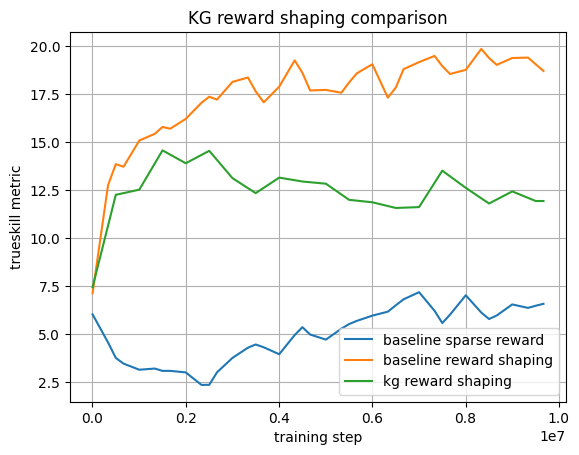 KG reward shaping comparison
trueskill metric
20.0
17.5
15.0
12.5
10.0
7.5
5.0
2.5
baseline sparse reward
baseline reward shaping
kg reward shaping
0.0 0.2 0.4 0.6 0.8 1.0
1e7
training step